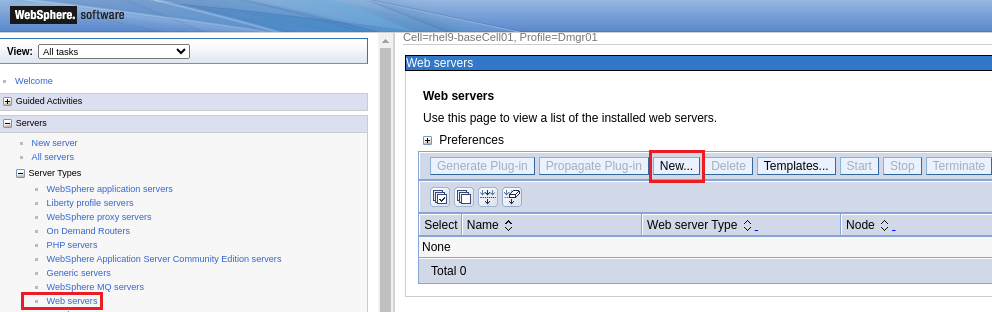 WebSphere. software
View: All tasks
Welcome
Guided Activities
Servers
New server
All servers
Server Types
WebSphere application servers
Liberty profile servers
WebSphere proxy servers
On Demand Routers
PHP servers
WebSphere Application Server Community Edition servers
Generic servers
WebSphere MQ servers
Web servers
Cell=rhel9-baseCell01, Profile=Dmgr01
Web servers
Web servers
Use this page to view a list of the installed web servers.
Preferences
Generate Plug-in Propagate Plug-in New... Delete Templates... Start Stop Terminate
Select Name Web server Type Node
None
Total 0